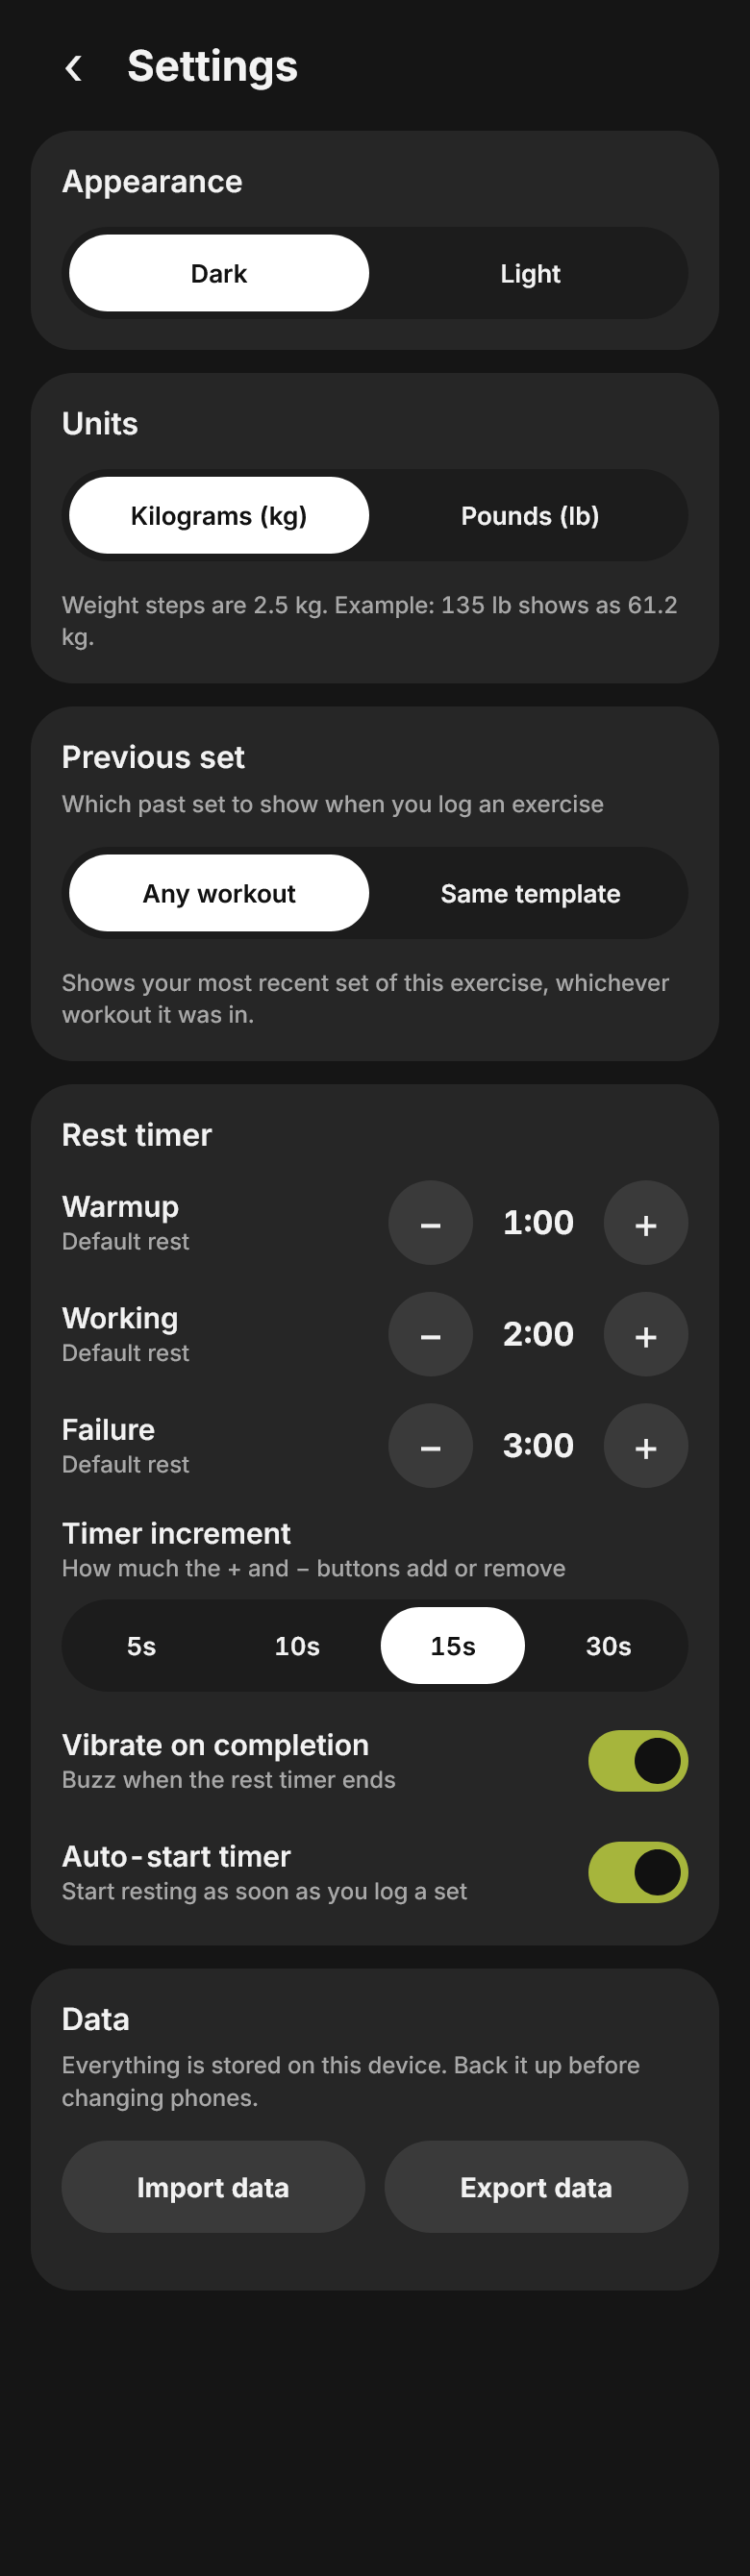 ‹ Settings
Appearance
Dark Light
Units
Kilograms (kg) Pounds (lb)
Weight steps are 2.5 kg. Example: 135 lb shows as 61.2
kg.
Previous set
Which past set to show when you log an exercise
Any workout Same template
Shows your most recent set of this exercise, whichever
workout it was in.
Rest timer
Warmup
Default rest
− 1:00 +
Working
Default rest
− 2:00 +
Failure
Default rest
− 3:00 +
Timer increment
How much the + and − buttons add or remove
5s 10s 15s 30s
Vibrate on completion
Buzz when the rest timer ends
Auto-start timer
Start resting as soon as you log a set
Data
Everything is stored on this device. Back it up before
changing phones.
Import data Export data